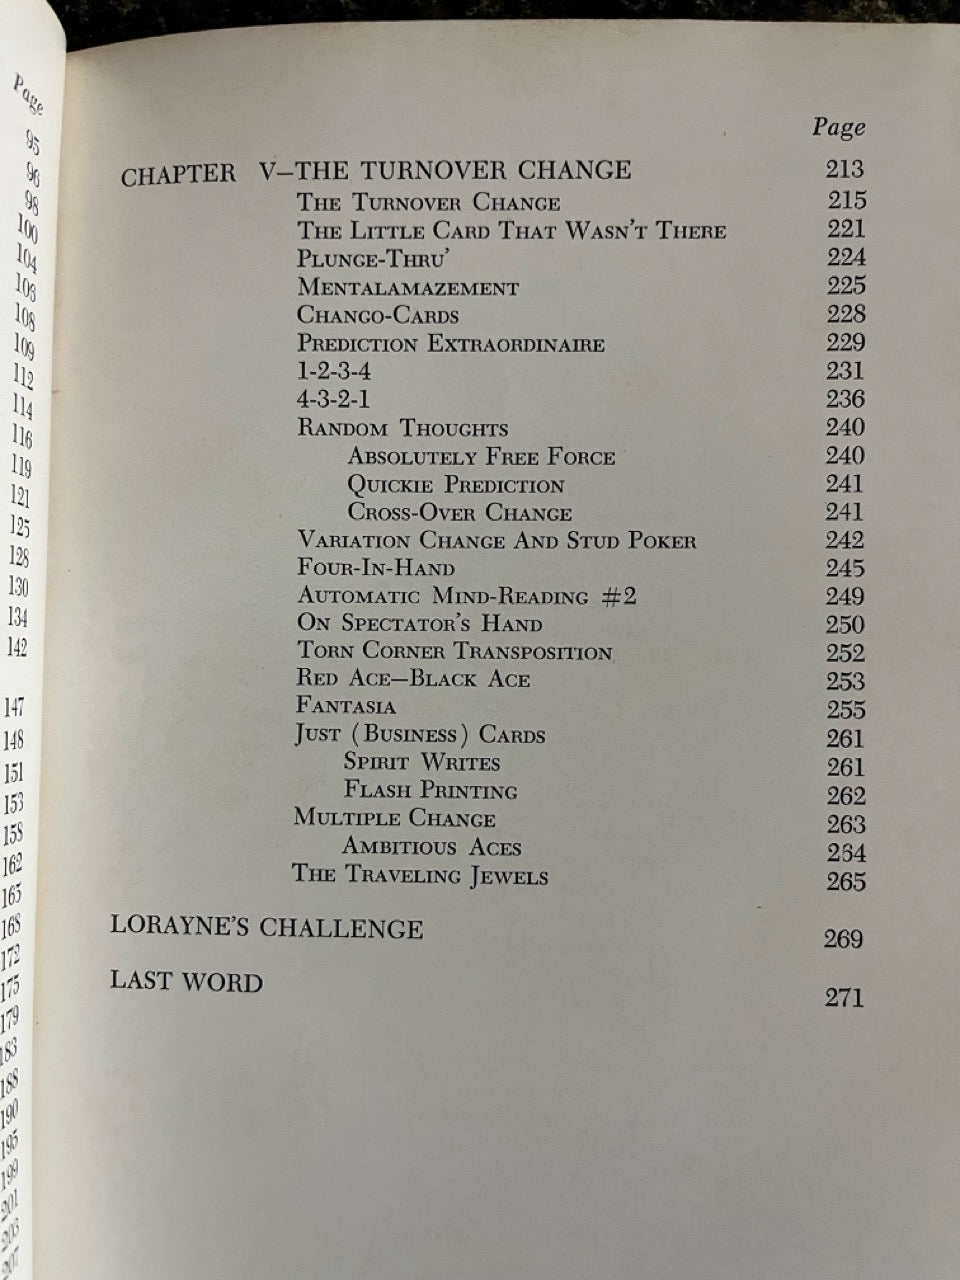 Page
95
96
98
100
104
106
108
109
112
114
116
119
121
125
128
130
134
142
147
148
151
153
158
162
165
168
172
175
179
183
188
190
195
199
201
203
207
Page
CHAPTER V—THE TURNOVER CHANGE 213
THE TURNOVER CHANGE 215
THE LITTLE CARD THAT WASN'T THERE 221
PLUNGE-THRU' 224
MENTALAMAZEMENT 225
CHANGO-CARDS 228
PREDICTION EXTRAORDINAIRE 229
1-2-3-4 231
4-3-2-1 236
RANDOM THOUGHTS 240
ABSOLUTELY FREE FORCE 240
QUICKIE PREDICTION 241
CROSS-OVER CHANGE 241
VARIATION CHANGE AND STUD POKER 242
FOUR-IN-HAND 245
AUTOMATIC MIND-READING #2 249
ON SPECTATOR'S HAND 250
TORN CORNER TRANSPOSITION 252
RED ACE—BLACK ACE 253
FANTASIA 255
JUST (BUSINESS) CARDS 261
SPIRIT WRITES 261
FLASH PRINTING 262
MULTIPLE CHANGE 263
AMBITIOUS ACES 264
THE TRAVELING JEWELS 265
LORAYNE'S CHALLENGE 269
LAST WORD 271